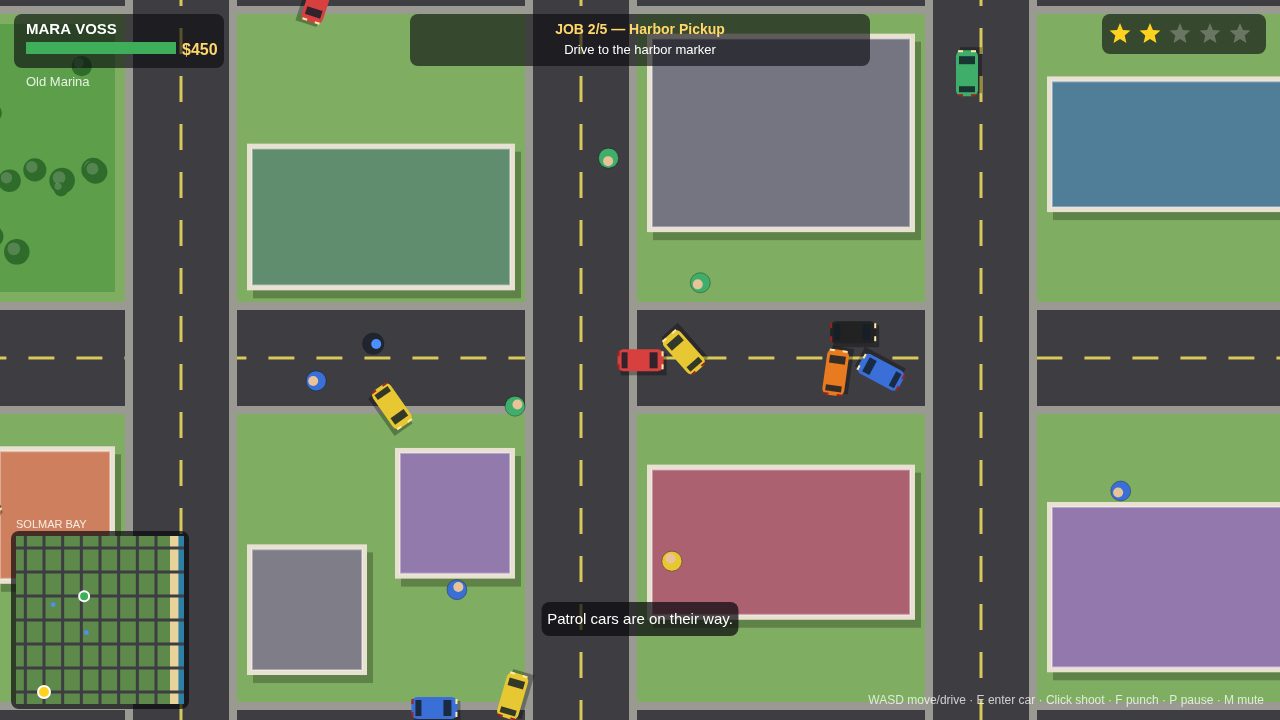 MARA VOSS
$450
Old Marina
JOB 2/5 — Harbor Pickup
Drive to the harbor marker
SOLMAR BAY
Patrol cars are on their way.
WASD move/drive · E enter car · Click shoot · F punch · P pause · M mute